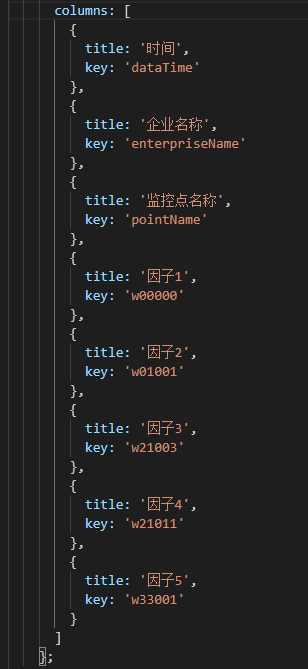 columns: [
{
title: '时间',
key: 'dataTime'
},
{
title: '企业名称',
key: 'enterpriseName'
},
{
title: '监控点名称',
key: 'pointName'
},
{
title: '因子1',
key: 'w00000'
},
{
title: '因子2',
key: 'w01001'
},
{
title: '因子3',
key: 'w21003'
},
{
title: '因子4',
key: 'w21011'
},
{
title: '因子5',
key: 'w33001'
}
]
};